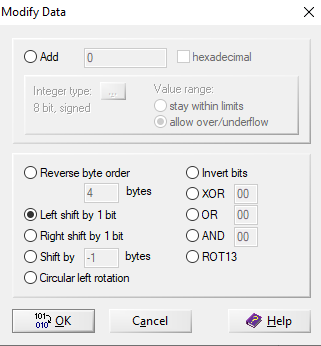 Modify Data
Add 0 hexadecimal
Integer type: ... Value range:
8 bit, signed stay within limits
allow over/underflow
Reverse byte order Invert bits
4 bytes XOR 00
Left shift by 1 bit OR 00
Right shift by 1 bit AND 00
Shift by -1 bytes ROT13
Circular left rotation
101
010 OK Cancel Help